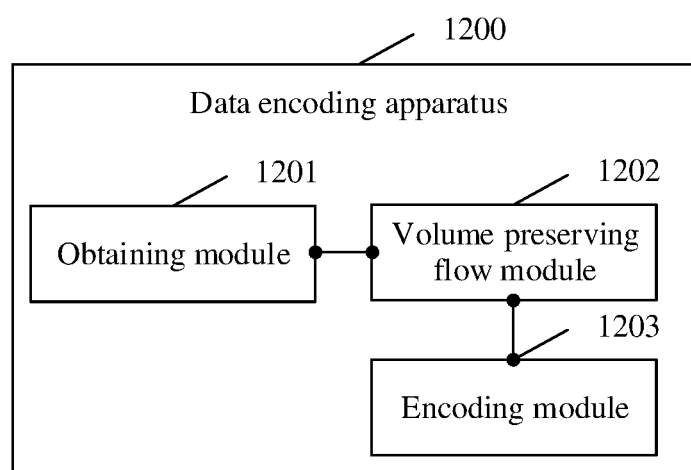 1200
Data encoding apparatus
1201
1202
Obtaining module
Volume preserving
flow module
1203
Encoding module